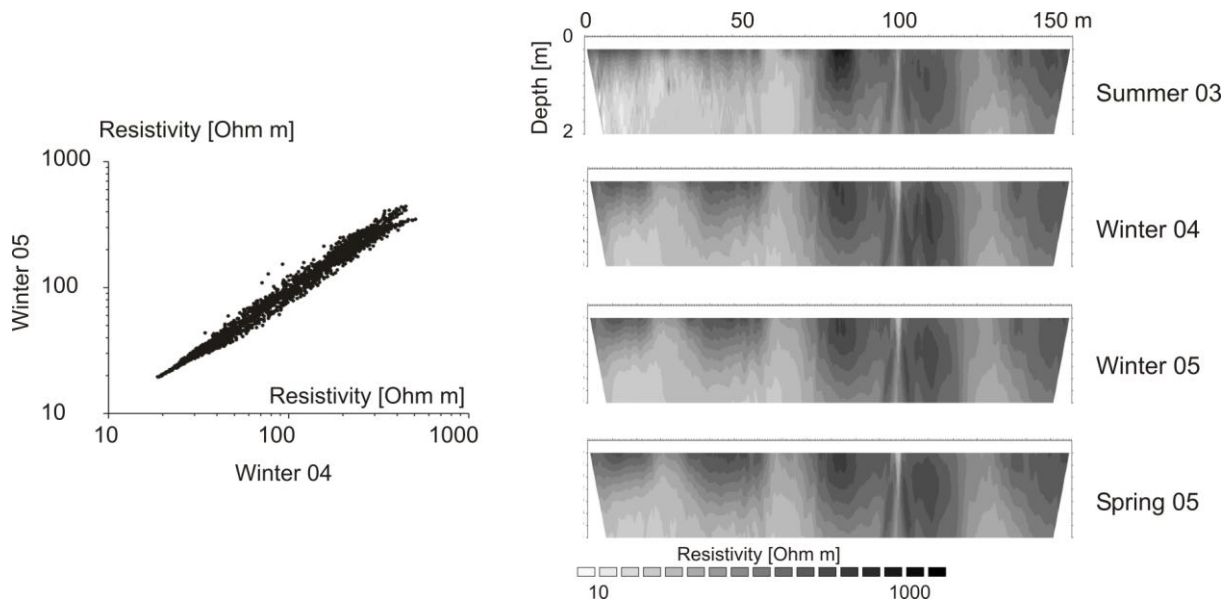 Resistivity [Ohm m]
1000
100
10
Winter 05
Resistivity [Ohm m]
10 100 1000
Winter 04
0 50 100 150 m
0
Depth [m]
2
Summer 03
Winter 04
Winter 05
Spring 05
Resistivity [Ohm m]
10 1000